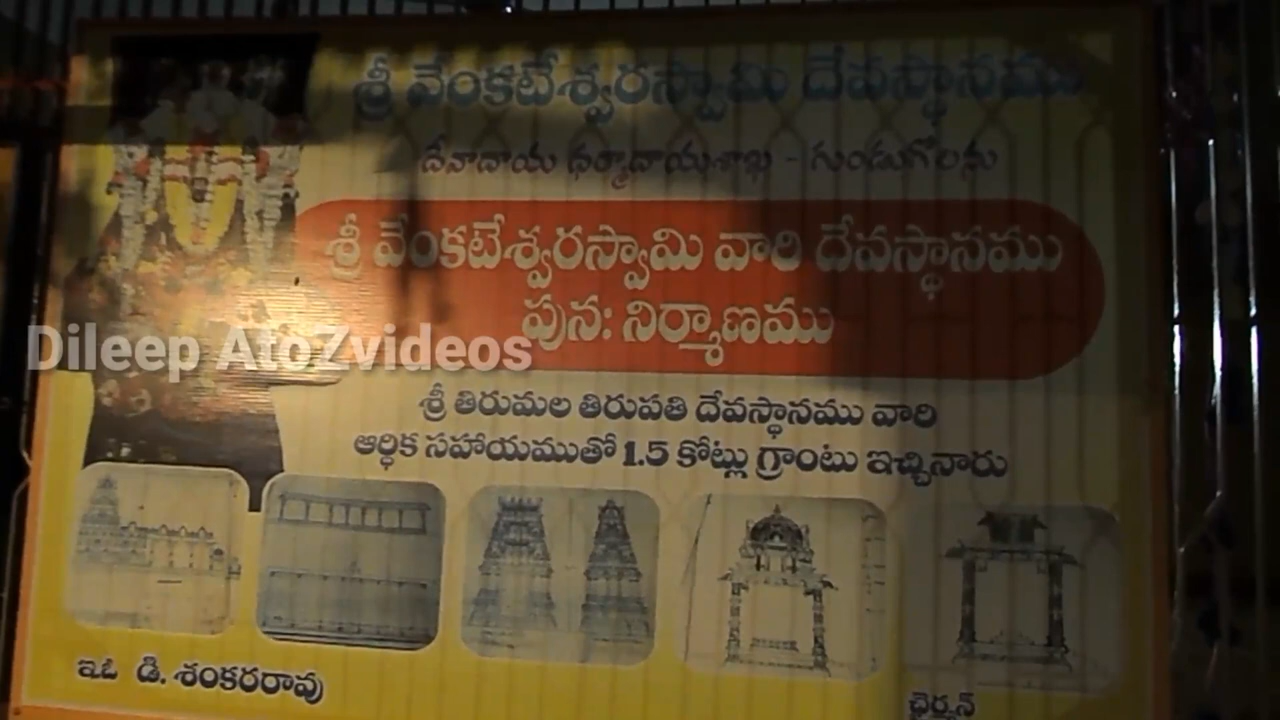 శ్రీ వేంకటేశ్వరస్వామి దేవస్థానము
దేవాదాయ ధర్మాదాయశాఖ - గుండుగోలను
శ్రీ వేంకటేశ్వరస్వామి వారి దేవస్థానము
పున: నిర్మాణము
Dileep AtoZvideos
శ్రీ తిరుమల తిరుపతి దేవస్థానము వారి
ఆర్ధిక సహాయముతో 1.5 కోట్లు గ్రాంటు ఇచ్చినారు
ఇఓ డి. శంకరరావు
ఛైర్మన్